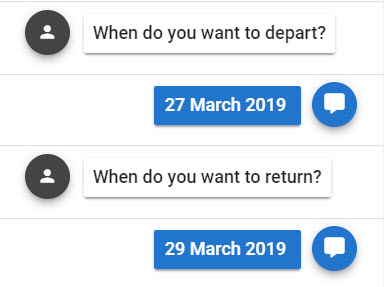 When do you want to depart?
27 March 2019
When do you want to return?
29 March 2019